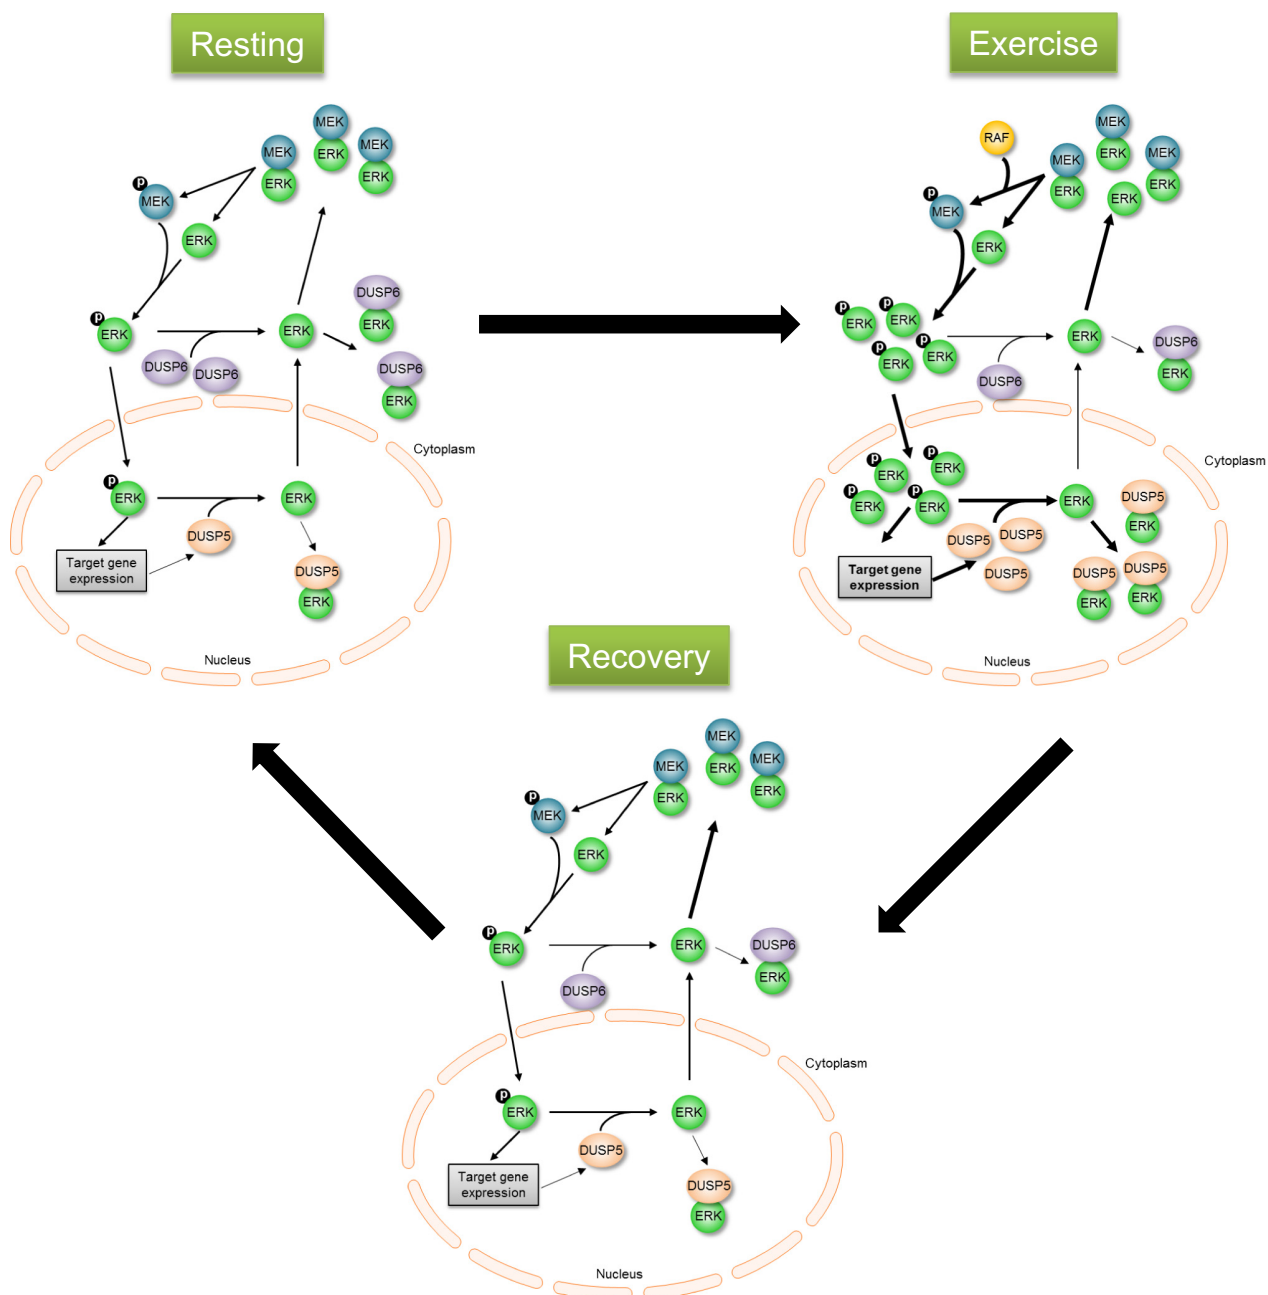 Resting
Exercise
MEK
ERK
MEK
ERK
MEK
ERK
P
MEK
ERK
P
ERK
DUSP6
DUSP6
ERK
DUSP6
ERK
DUSP6
ERK
Cytoplasm
P
ERK
DUSP5
ERK
Target gene
expression
DUSP5
ERK
Nucleus
RAF
MEK
ERK
MEK
ERK
MEK
ERK
ERK
P
MEK
ERK
P
ERK
P
ERK
P
ERK
P
ERK
DUSP6
ERK
DUSP6
ERK
Cytoplasm
P
ERK
P
ERK
P
ERK
P
ERK
ERK
DUSP5
DUSP5
DUSP5
Target gene
expression
DUSP5
ERK
DUSP5
ERK
DUSP5
ERK
Nucleus
Recovery
MEK
ERK
MEK
ERK
MEK
ERK
P
MEK
ERK
P
ERK
DUSP6
ERK
DUSP6
ERK
Cytoplasm
P
ERK
DUSP5
ERK
Target gene
expression
DUSP5
ERK
Nucleus